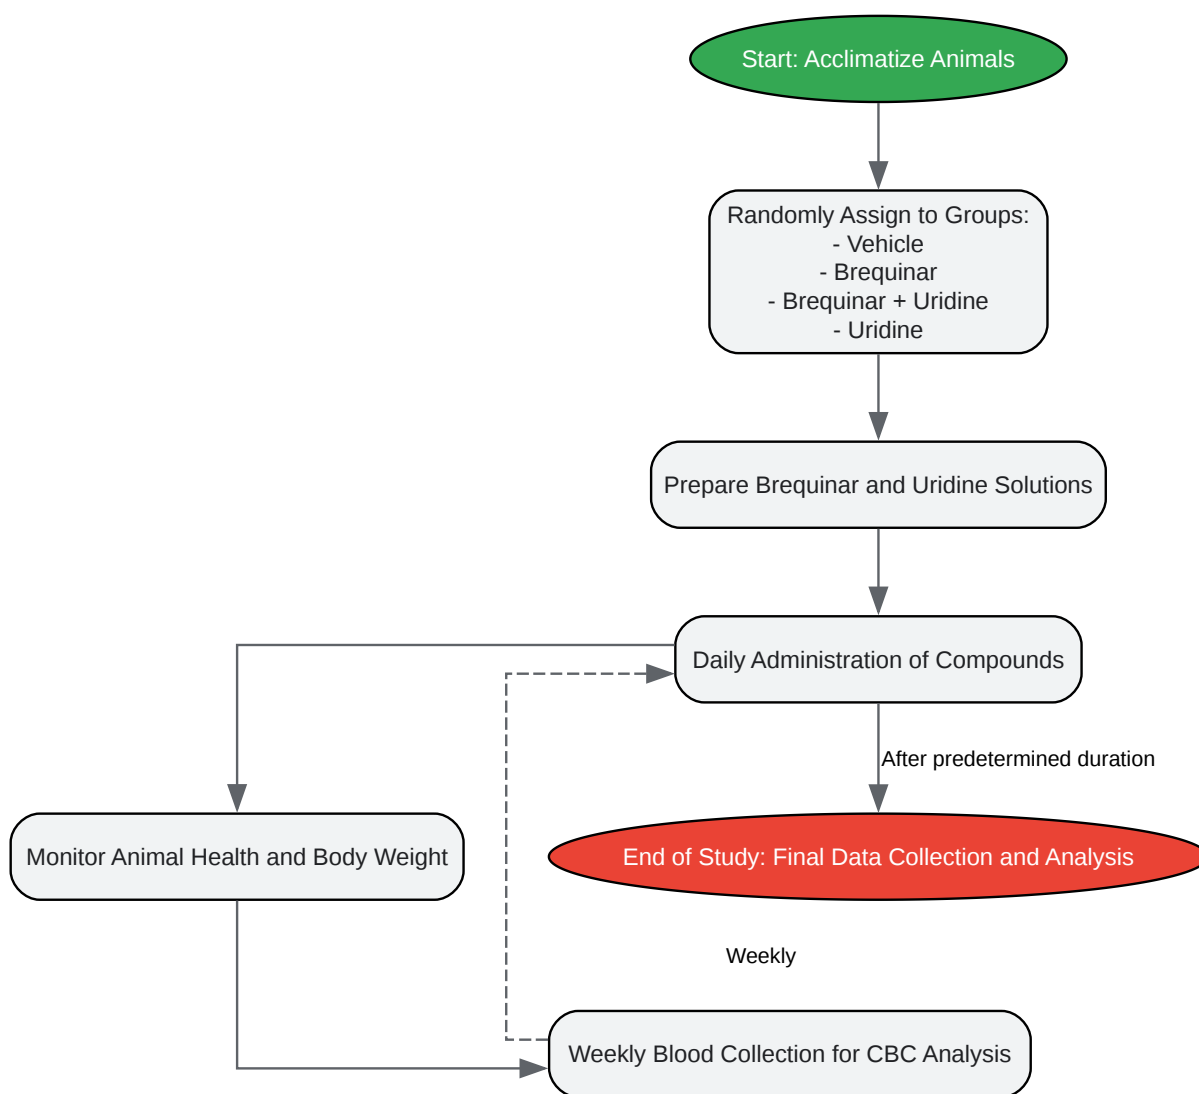 Start: Acclimatize Animals
Randomly Assign to Groups:
- Vehicle
- Brequinar
- Brequinar + Uridine
- Uridine
Prepare Brequinar and Uridine Solutions
Daily Administration of Compounds
After predetermined duration
Monitor Animal Health and Body Weight
End of Study: Final Data Collection and Analysis
Weekly
Weekly Blood Collection for CBC Analysis